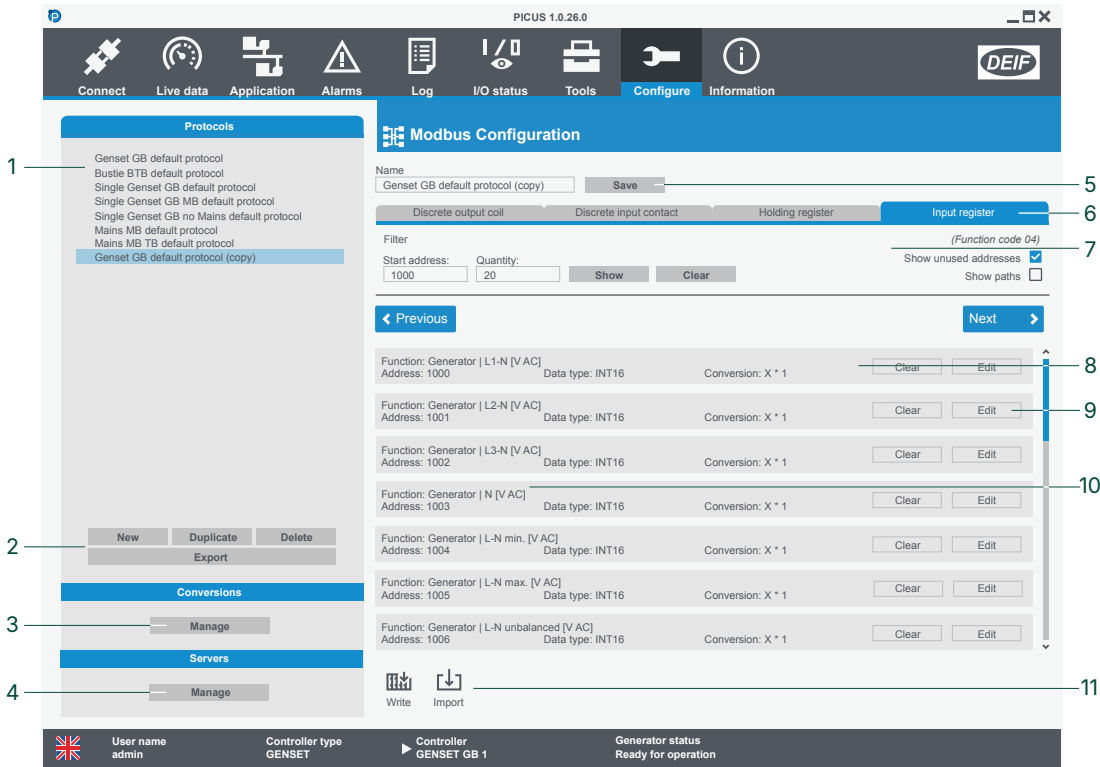 PICUS 1.0.26.0
Connect
Live data
Application
Alarms
Log
I/O status
Tools
Configure
Information
DEIF
Protocols
1
Genset GB default protocol
Bustie BTB default protocol
Single Genset GB default protocol
Single Genset GB MB default protocol
Single Genset GB no Mains default protocol
Mains MB default protocol
Mains MB TB default protocol
Genset GB default protocol (copy)
2
New
Duplicate
Delete
Export
Conversions
3
Manage
Servers
4
Manage
Modbus Configuration
Name
Genset GB default protocol (copy)
Save
5
Discrete output coil
Discrete input contact
Holding register
Input register
6
Filter
(Function code 04)
7
Start address:
Quantity:
Show unused addresses
1000
20
Show
Clear
Show paths
Previous
Next
Function: Generator | L1-N [V AC]
Address: 1000 Data type: INT16 Conversion: X * 1
Clear
Edit
8
Function: Generator | L2-N [V AC]
Address: 1001 Data type: INT16 Conversion: X * 1
Clear
Edit
9
Function: Generator | L3-N [V AC]
Address: 1002 Data type: INT16 Conversion: X * 1
Clear
Edit
10
Function: Generator | N [V AC]
Address: 1003 Data type: INT16 Conversion: X * 1
Clear
Edit
Function: Generator | L-N min. [V AC]
Address: 1004 Data type: INT16 Conversion: X * 1
Clear
Edit
Function: Generator | L-N max. [V AC]
Address: 1005 Data type: INT16 Conversion: X * 1
Clear
Edit
Function: Generator | L-N unbalanced [V AC]
Address: 1006 Data type: INT16 Conversion: X * 1
Clear
Edit
Write
Import
11
User name
admin
Controller type
GENSET
Controller
GENSET GB 1
Generator status
Ready for operation